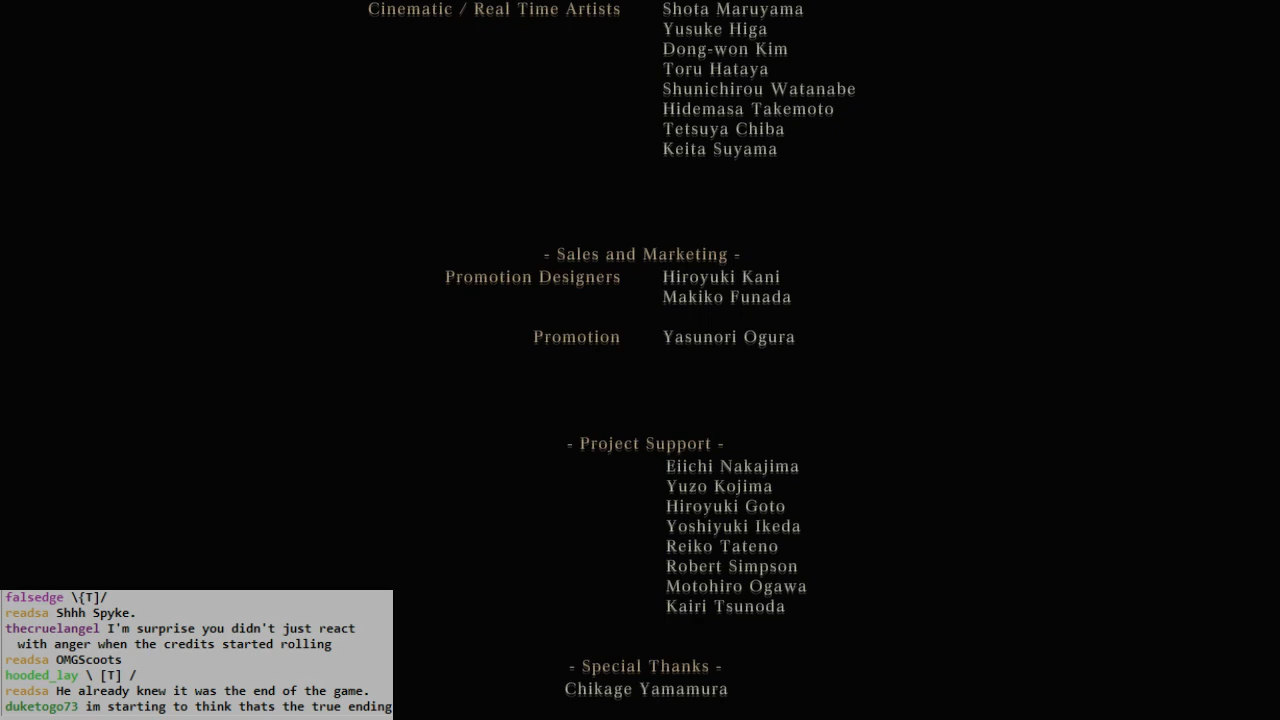 Cinematic / Real Time Artists Shota Maruyama
Yusuke Higa
Dong-won Kim
Toru Hataya
Shunichirou Watanabe
Hidemasa Takemoto
Tetsuya Chiba
Keita Suyama
- Sales and Marketing -
Promotion Designers Hiroyuki Kani
Makiko Funada
Promotion Yasunori Ogura
- Project Support -
Eiichi Nakajima
Yuzo Kojima
Hiroyuki Goto
Yoshiyuki Ikeda
Reiko Tateno
Robert Simpson
Motohiro Ogawa
Kairi Tsunoda
- Special Thanks -
Chikage Yamamura
falsedge \{T]/
readsa Shhh Spyke.
thecruelangel I'm surprise you didn't just react
with anger when the credits started rolling
readsa OMGScoots
hooded_lay \ [T] /
readsa He already knew it was the end of the game.
duketogo73 im starting to think thats the true ending